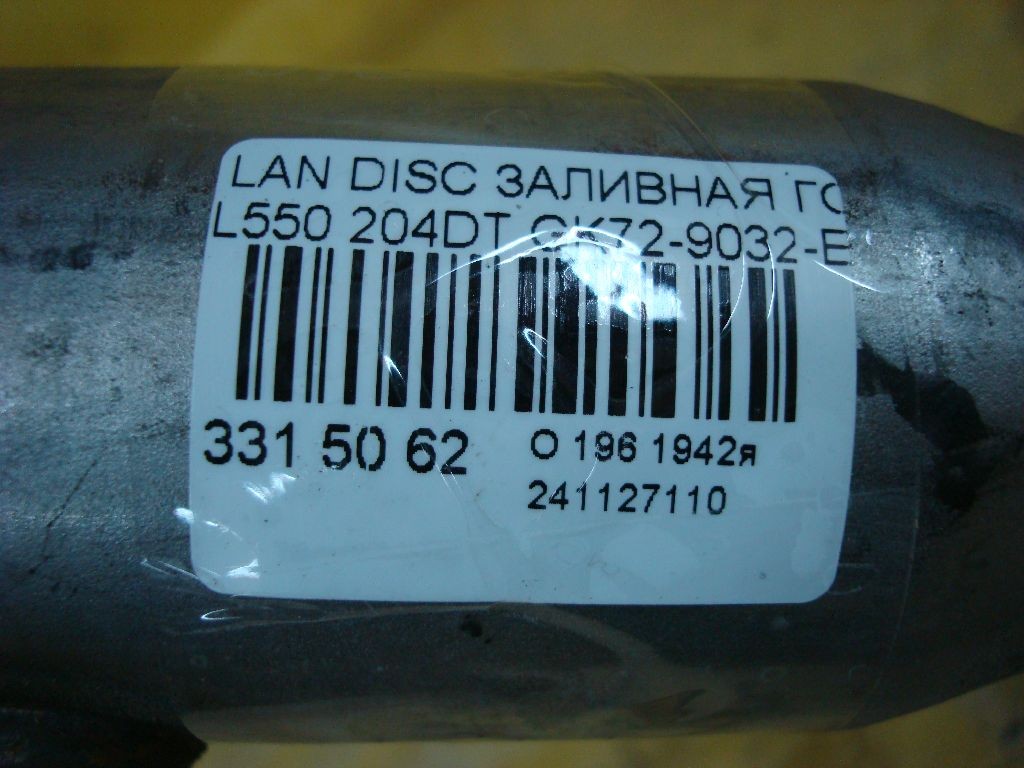 LAN DISC ЗАЛИВНАЯ ГО
L550 204DT GK72-9032-E
331 50 62
О 196 1942я
241127110